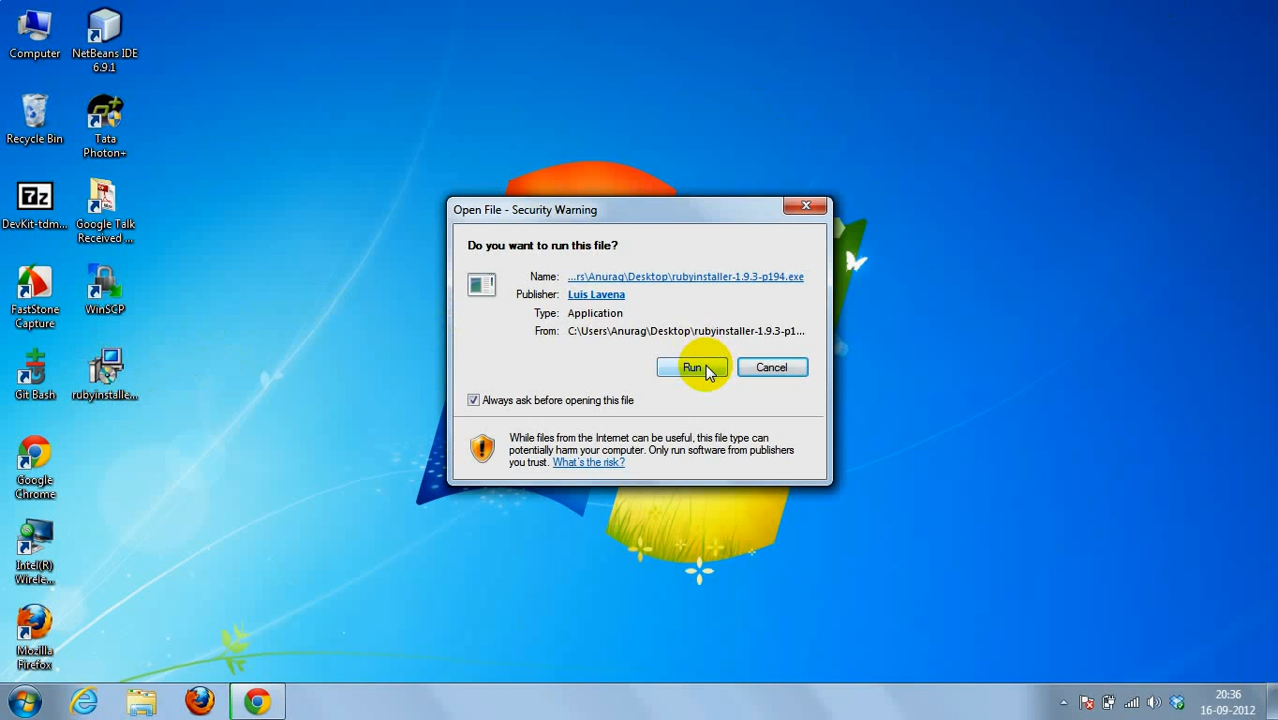 Computer
NetBeans IDE
6.9.1
Recycle Bin
Tata
Photon+
7z
DevKit-tdm...
Google Talk
Received ...
FastStone
Capture
WinSCP
Git Bash
rubyinstalle...
Google
Chrome
Intel(R)
Wirele...
Mozilla
Firefox
Open File - Security Warning
Do you want to run this file?
Name: ...rs\Anurag\Desktop\rubyinstaller-1.9.3-p194.exe
Publisher: Luis Lavena
Type: Application
From: C:\Users\Anurag\Desktop\rubyinstaller-1.9.3-p1...
Run Cancel
Always ask before opening this file
While files from the Internet can be useful, this file type can
potentially harm your computer. Only run software from publishers
you trust. What's the risk?
20:36
16-09-2012